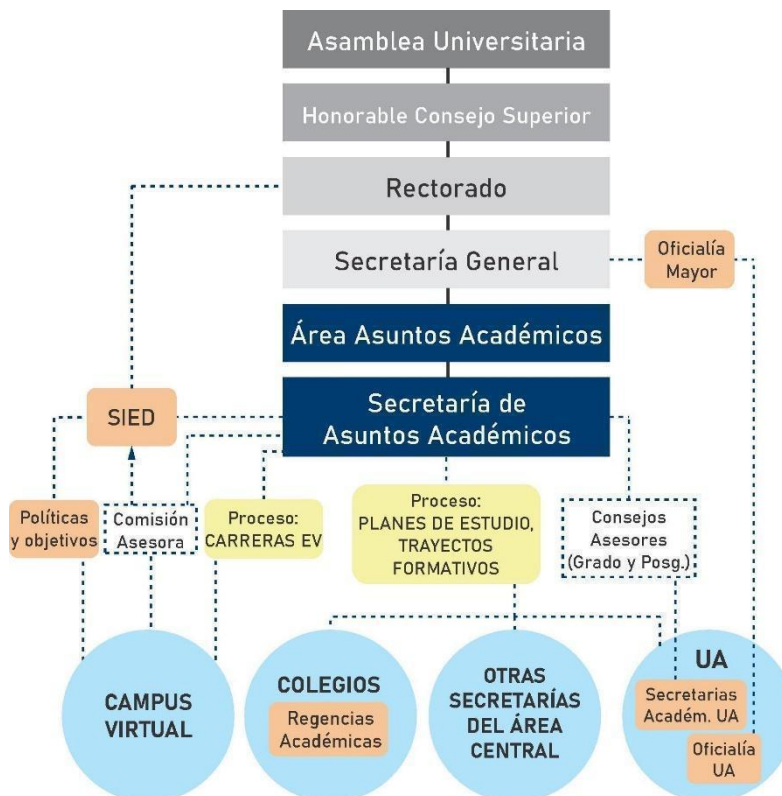 Asamblea Universitaria
Honorable Consejo Superior
Rectorado
Secretaría General
Oficialía
Mayor
Área Asuntos Académicos
SIED
Secretaría de
Asuntos Académicos
Políticas
y objetivos
Comisión
Asesora
Proceso:
CARRERAS EV
Proceso:
PLANES DE ESTUDIO,
TRAYECTOS
FORMATIVOS
Consejos
Asesores
(Grado y Posg.)
CAMPUS
VIRTUAL
COLEGIOS
Regencias
Académicas
OTRAS
SECRETARÍAS
DEL ÁREA
CENTRAL
UA
Secretarias
Académ. UA
Oficialía
UA